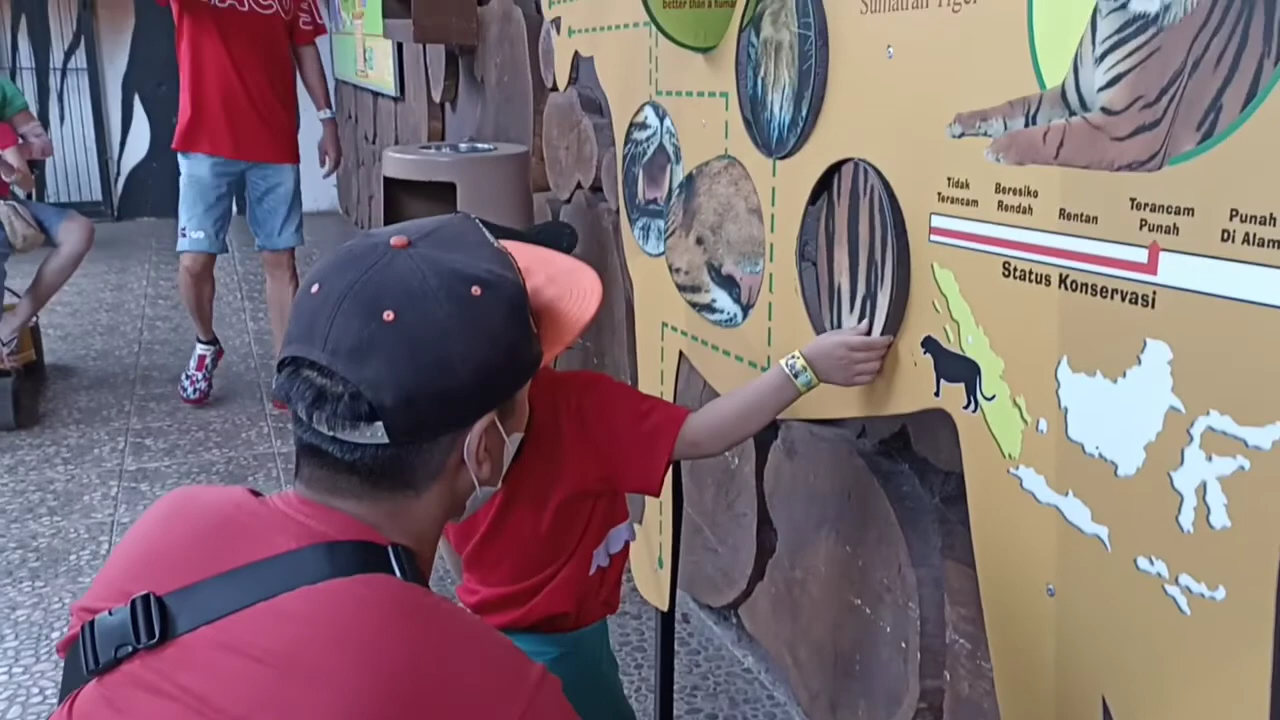 better than a human
Sumatran Tiger
Tidak
Terancam
Beresiko
Rendah
Rentan
Terancam
Punah
Punah
Di Alam
Status Konservasi